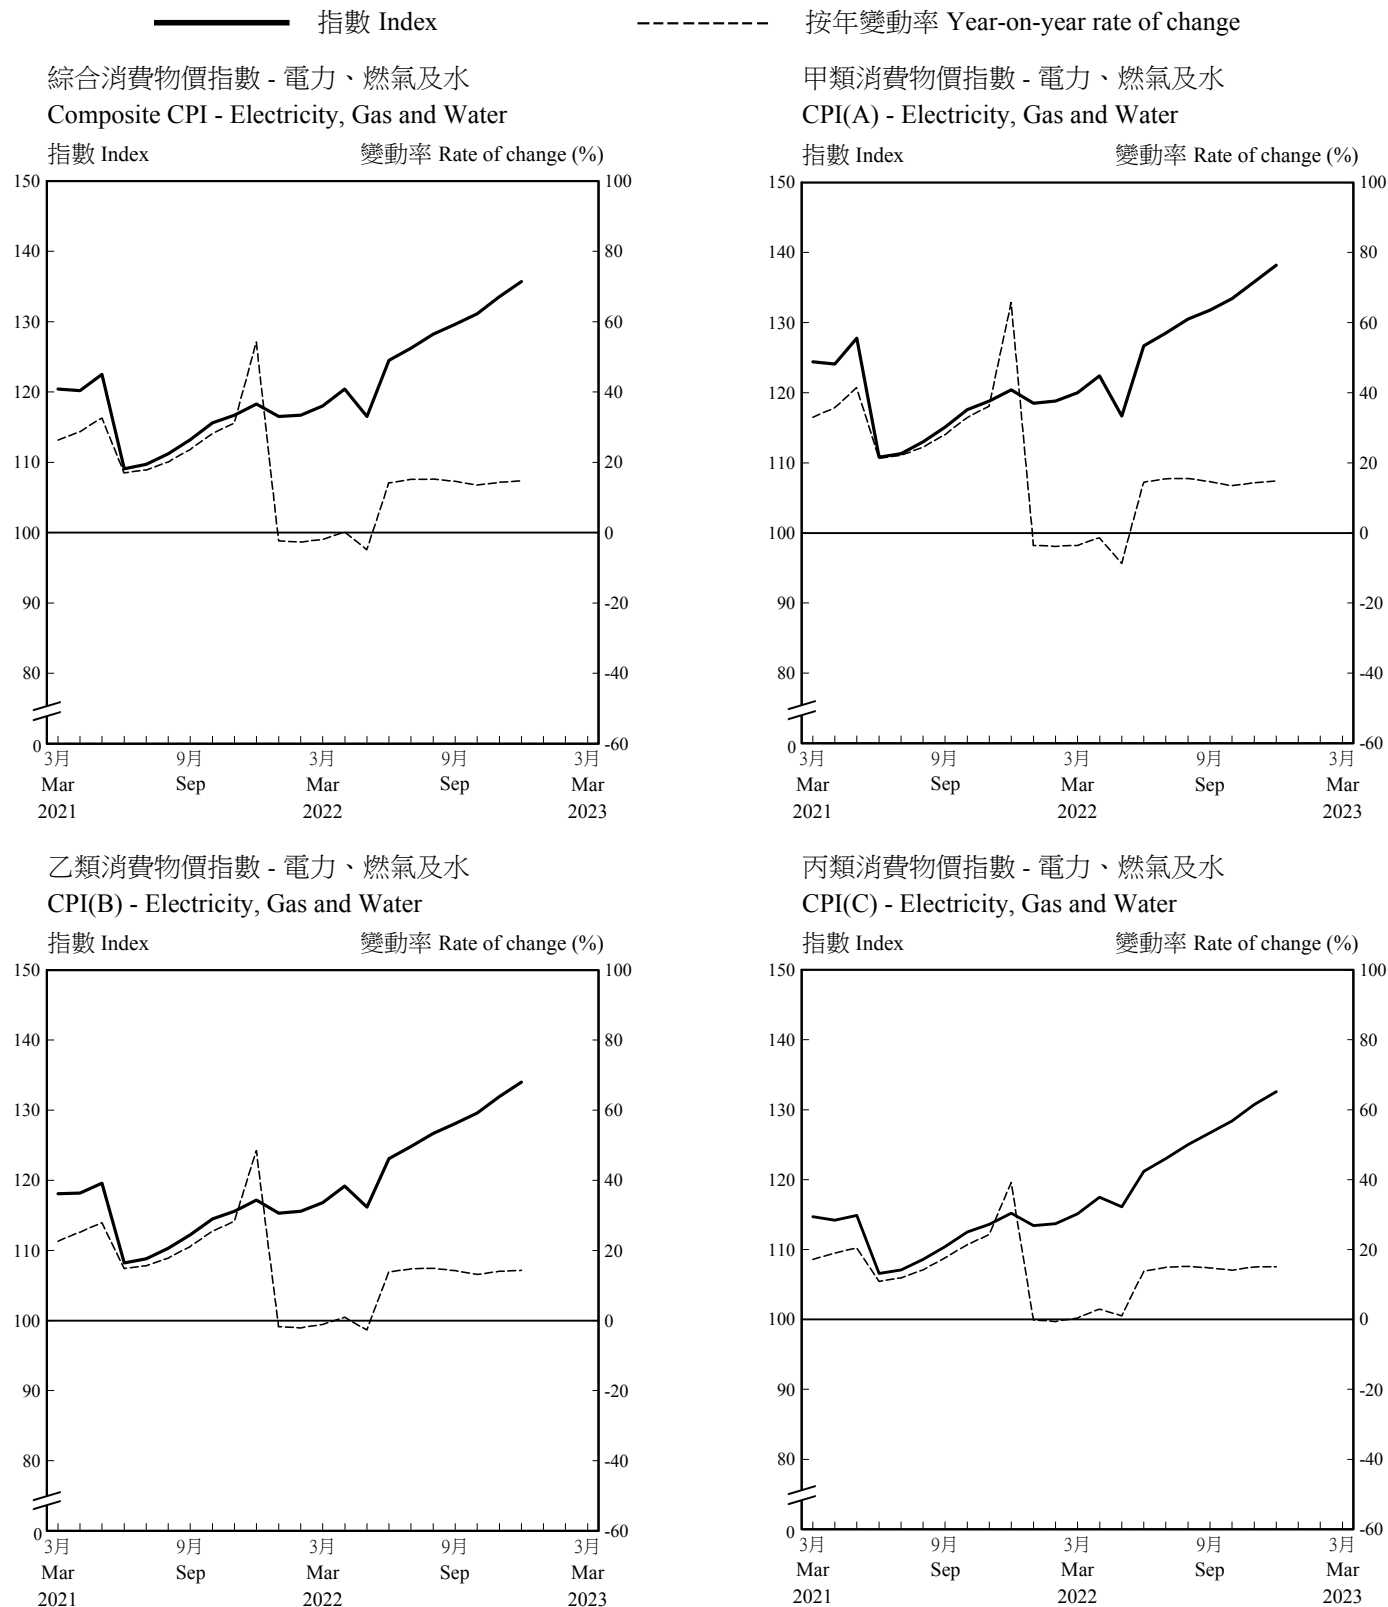 指數 Index
按年變動率 Year-on-year rate of change
綜合消費物價指數 - 電力、燃氣及水
Composite CPI - Electricity, Gas and Water
指數 Index 變動率 Rate of change (%)
150 100
140 80
130 60
120 40
110 20
100 0
90 -20
80 -40
0 -60
3月 9月 3月 9月 3月
Mar Sep Mar Sep Mar
2021 2022 2023
甲類消費物價指數 - 電力、燃氣及水
CPI(A) - Electricity, Gas and Water
指數 Index 變動率 Rate of change (%)
150 100
140 80
130 60
120 40
110 20
100 0
90 -20
80 -40
0 -60
3月 9月 3月 9月 3月
Mar Sep Mar Sep Mar
2021 2022 2023
乙類消費物價指數 - 電力、燃氣及水
CPI(B) - Electricity, Gas and Water
指數 Index 變動率 Rate of change (%)
150 100
140 80
130 60
120 40
110 20
100 0
90 -20
80 -40
0 -60
3月 9月 3月 9月 3月
Mar Sep Mar Sep Mar
2021 2022 2023
丙類消費物價指數 - 電力、燃氣及水
CPI(C) - Electricity, Gas and Water
指數 Index 變動率 Rate of change (%)
150 100
140 80
130 60
120 40
110 20
100 0
90 -20
80 -40
0 -60
3月 9月 3月 9月 3月
Mar Sep Mar Sep Mar
2021 2022 2023